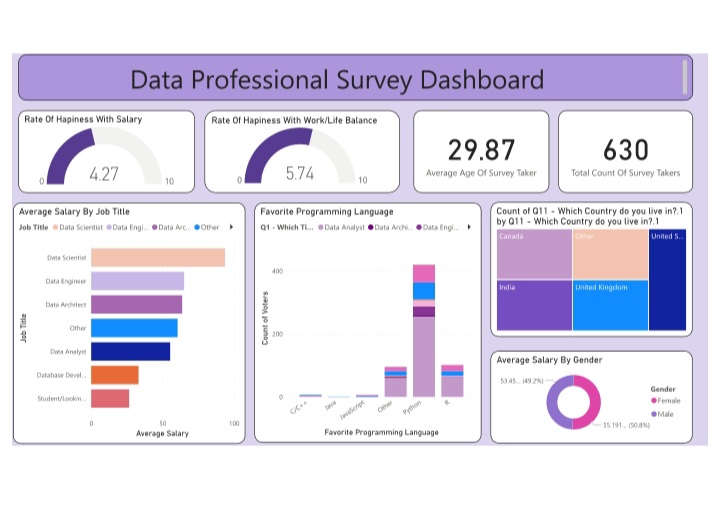 Data Professional Survey Dashboard
Rate Of Hapiness With Salary
0
4.27
10
Rate Of Hapiness With Work/Life Balance
0
5.74
10
29.87
Average Age Of Survey Taker
630
Total Count Of Survey Takers
Average Salary By Job Title
Job Title Data Scientist Data Engi... Data Arc... Other
Job Title
Data Scientist
Data Engineer
Data Architect
Other
Data Analyst
Database Devel...
Student/Lookin...
0 50 100
Average Salary
Favorite Programming Language
Q1 - Which Ti... Data Analyst Data Archi... Data Engi...
Count of Voters
400
200
0
C/C++ Java JavaScript Other Python R
Favorite Programming Language
Count of Q11 - Which Country do you live in?.1
by Q11 - Which Country do you live in?.1
Canada
Other
United S...
India
United Kingdom
Average Salary By Gender
53.45... (49.2%)
55.191... (50.8%)
Gender
Female
Male